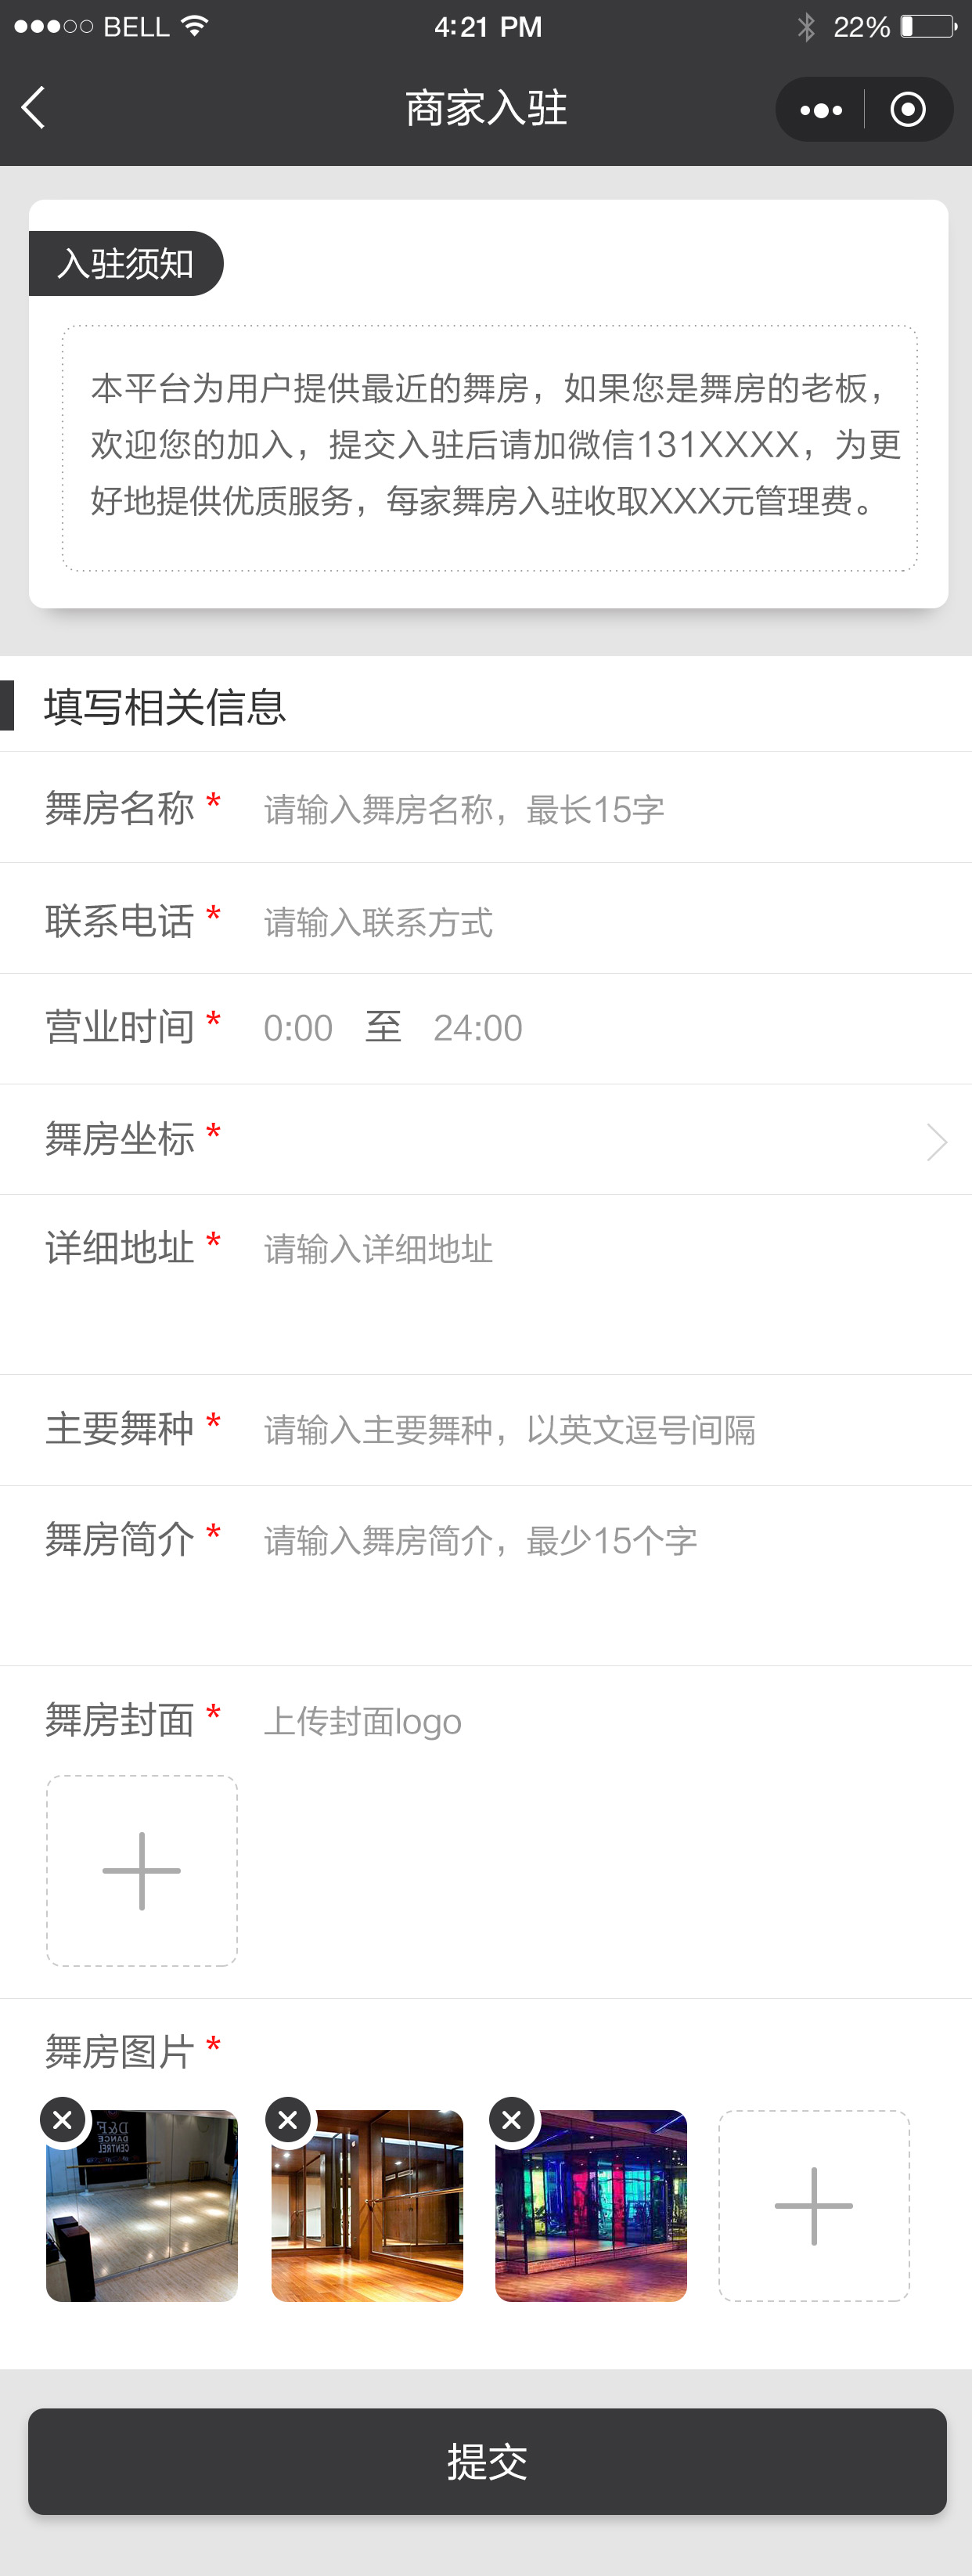 BELL 4:21 PM 22%
商家入驻
入驻须知
本平台为用户提供最近的舞房，如果您是舞房的老板，
欢迎您的加入，提交入驻后请加微信131XXXX，为更
好地提供优质服务，每家舞房入驻收取XXX元管理费。
填写相关信息
舞房名称 * 请输入舞房名称，最长15字
联系电话 * 请输入联系方式
营业时间 * 0:00 至 24:00
舞房坐标 *
详细地址 * 请输入详细地址
主要舞种 * 请输入主要舞种，以英文逗号间隔
舞房简介 * 请输入舞房简介，最少15个字
舞房封面 * 上传封面logo
舞房图片 *
D&F
DANCE
CENTRE
提交